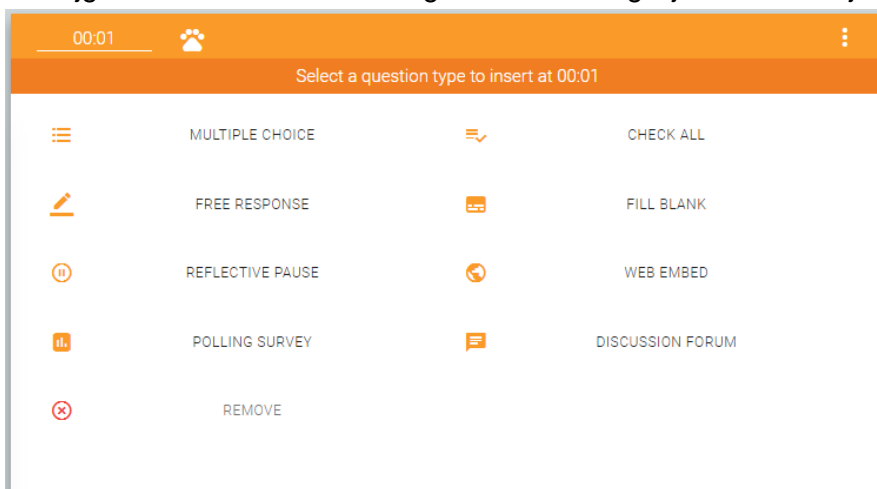 00:01
Select a question type to insert at 00:01
MULTIPLE CHOICE
CHECK ALL
FREE RESPONSE
FILL BLANK
REFLECTIVE PAUSE
WEB EMBED
POLLING SURVEY
DISCUSSION FORUM
REMOVE